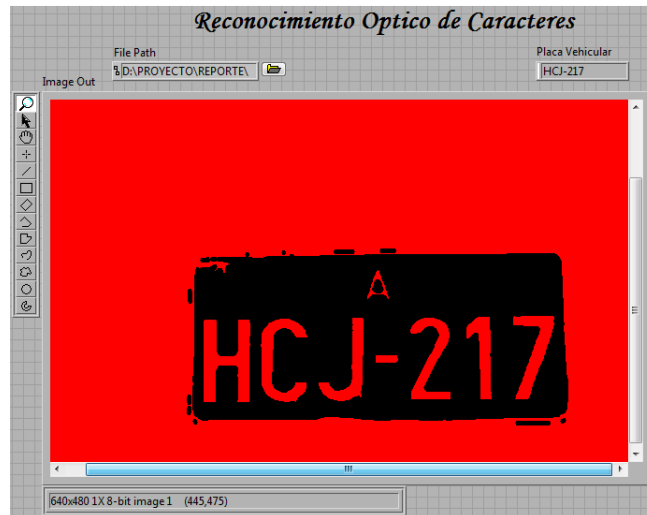 Reconocimiento Optico de Caracteres
File Path
D:\PROYECTO\REPORTE\
Placa Vehicular
HCJ-217
Image Out
A
HCJ-217
640x480 1X 8-bit image 1 (445,475)